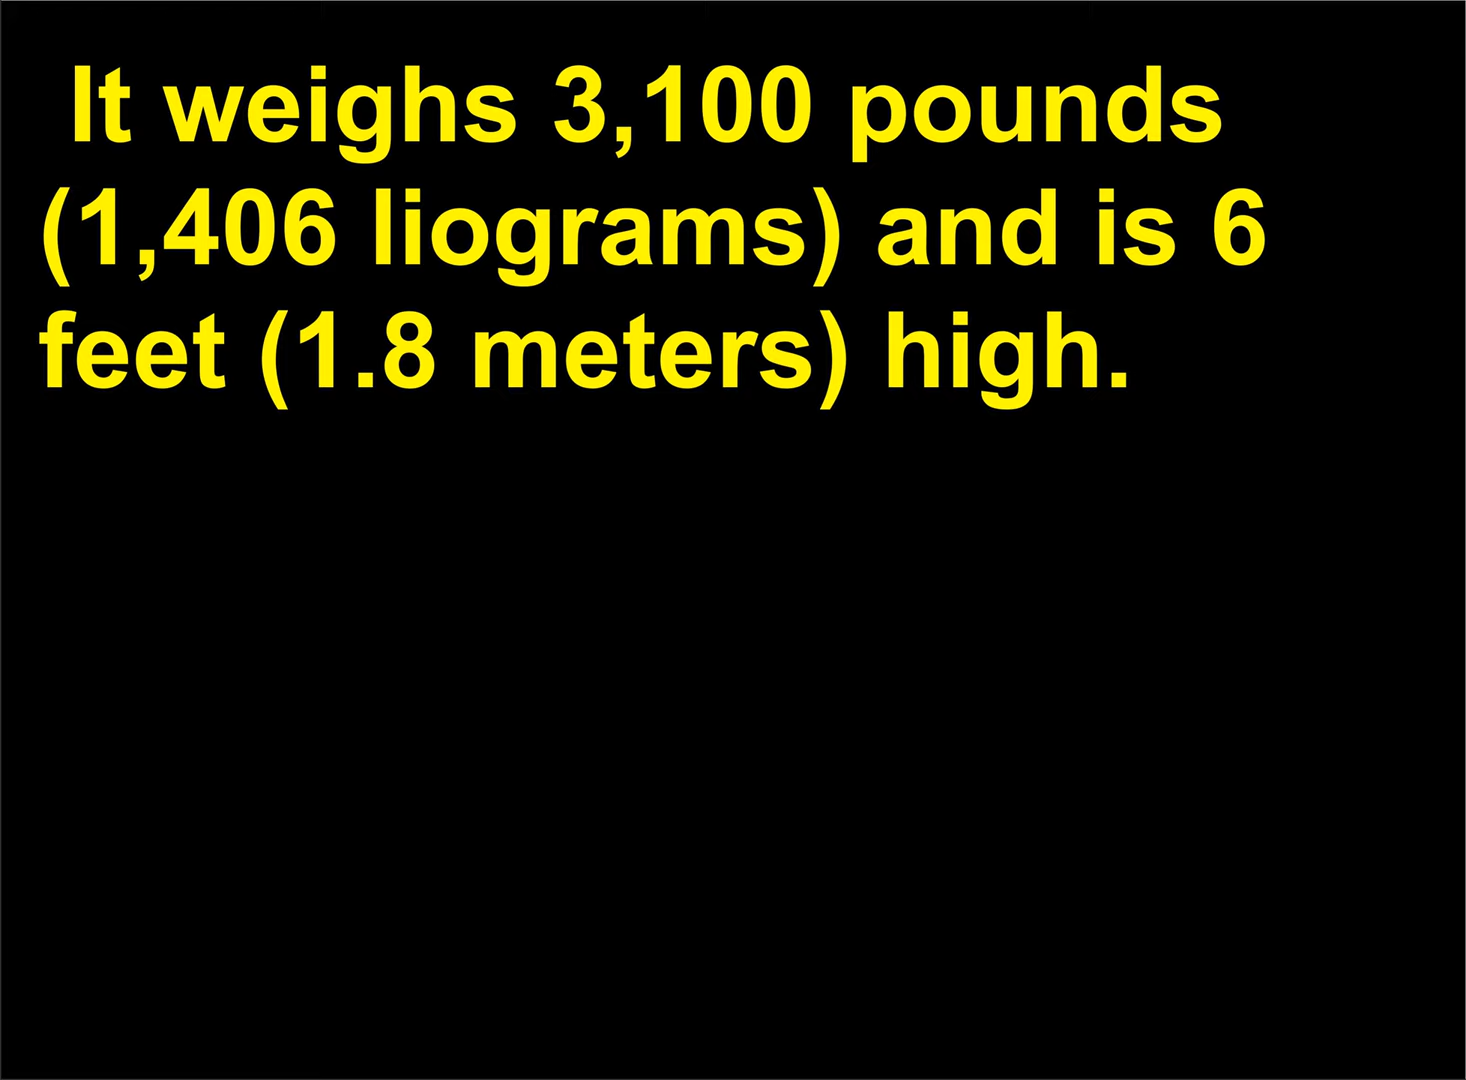 It weighs 3,100 pounds
(1,406 liograms) and is 6
feet (1.8 meters) high.